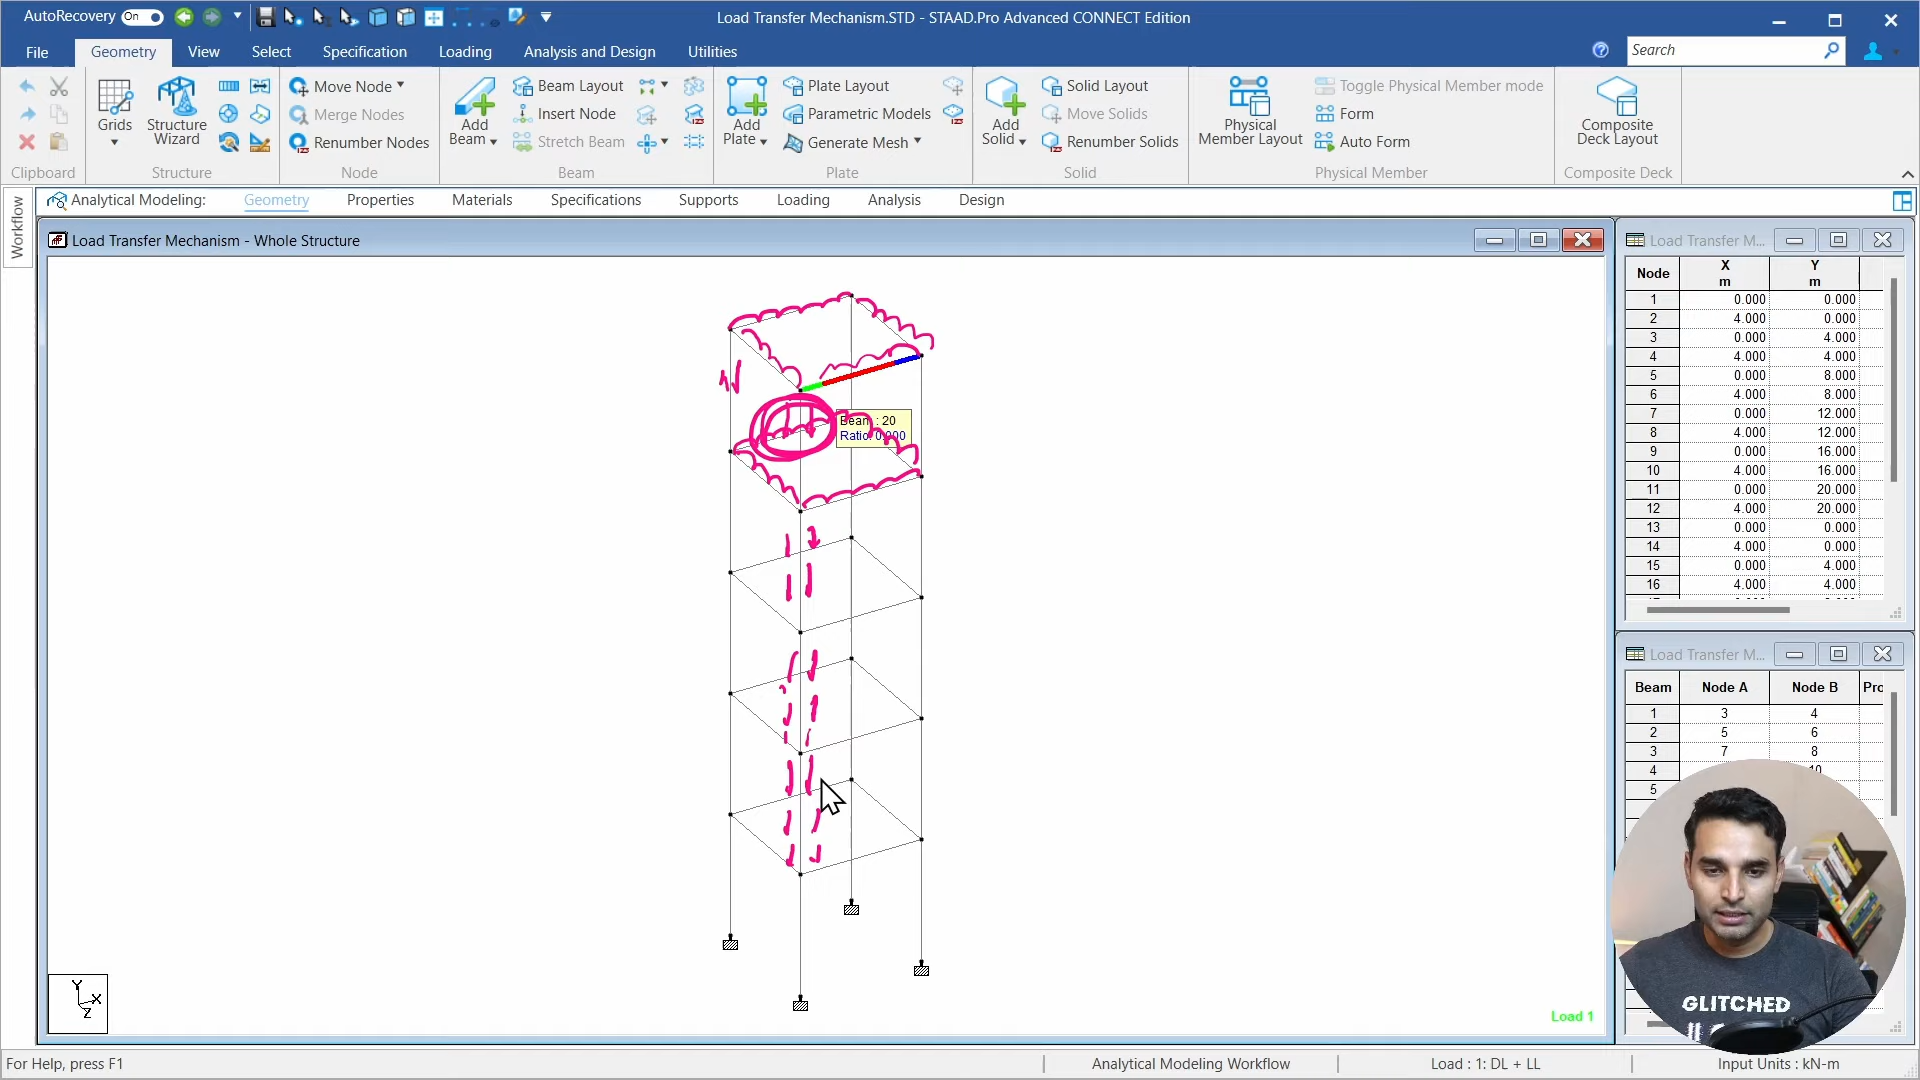 AutoRecovery On
Load Transfer Mechanism.STD - STAAD.Pro Advanced CONNECT Edition
File Geometry View Select Specification Loading Analysis and Design Utilities
Search
Grids
Structure Wizard
Move Node
Merge Nodes
Renumber Nodes
Add Beam
Beam Layout
Insert Node
Stretch Beam
Add Plate
Plate Layout
Parametric Models
Generate Mesh
Add Solid
Solid Layout
Move Solids
Renumber Solids
Physical Member Layout
Toggle Physical Member mode
Form
Auto Form
Composite Deck Layout
Clipboard Structure Node Beam Plate Solid Physical Member Composite Deck
Workflow
Analytical Modeling: Geometry Properties Materials Specifications Supports Loading Analysis Design
Load Transfer Mechanism - Whole Structure
Beam : 20
Ratio: 0.000
Y
X
Z
Load 1
Load Transfer M...
Node X m Y m
1 0.000 0.000
2 4.000 0.000
3 0.000 4.000
4 4.000 4.000
5 0.000 8.000
6 4.000 8.000
7 0.000 12.000
8 4.000 12.000
9 0.000 16.000
10 4.000 16.000
11 0.000 20.000
12 4.000 20.000
13 0.000 0.000
14 4.000 0.000
15 0.000 4.000
16 4.000 4.000
Load Transfer M...
Beam Node A Node B Pro
1 3 4
2 5 6
3 7 8
4 10
5
GLITCHED
For Help, press F1
Analytical Modeling Workflow
Load : 1: DL + LL
Input Units : kN-m